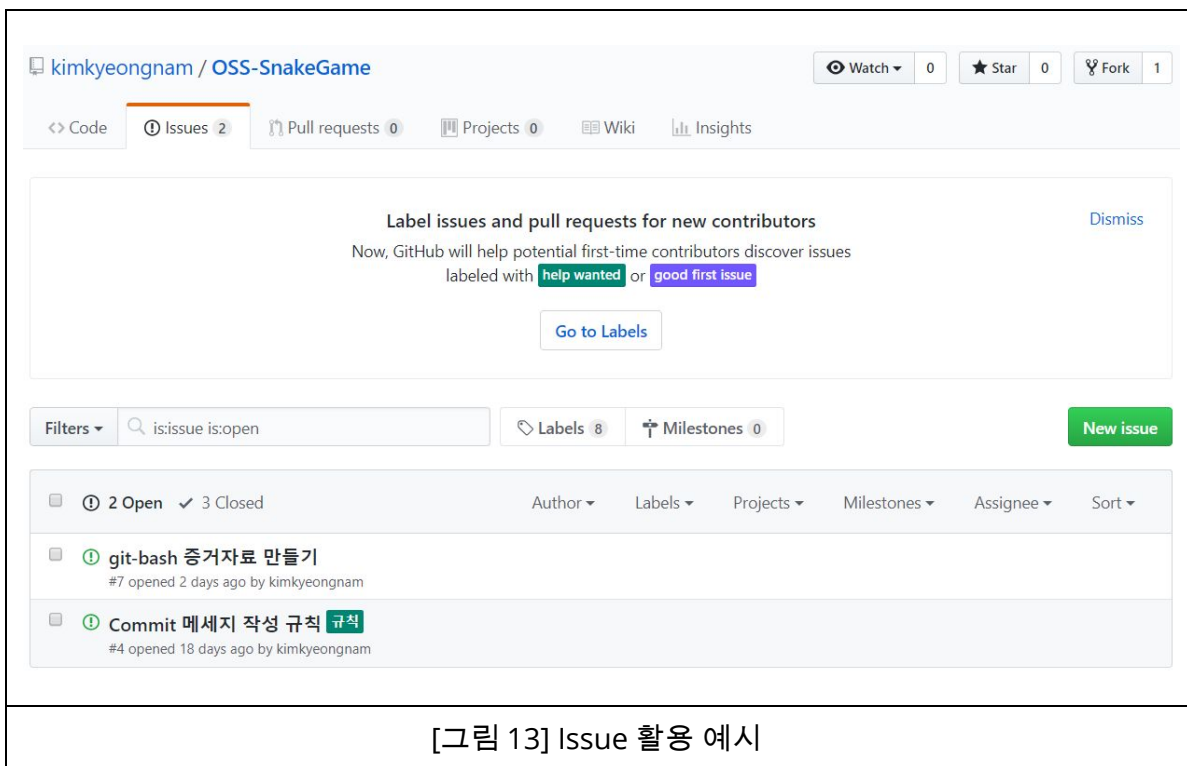 kimkyeongnam / OSS-SnakeGame
Watch 0 Star 0 Fork 1
<> Code Issues 2 Pull requests 0 Projects 0 Wiki Insights
Label issues and pull requests for new contributors Dismiss
Now, GitHub will help potential first-time contributors discover issues
labeled with help wanted or good first issue
Go to Labels
Filters is:issue is:open Labels 8 Milestones 0 New issue
2 Open 3 Closed Author Labels Projects Milestones Assignee Sort
git-bash 증거자료 만들기
#7 opened 2 days ago by kimkyeongnam
Commit 메세지 작성 규칙 규칙
#4 opened 18 days ago by kimkyeongnam
[그림 13] Issue 활용 예시